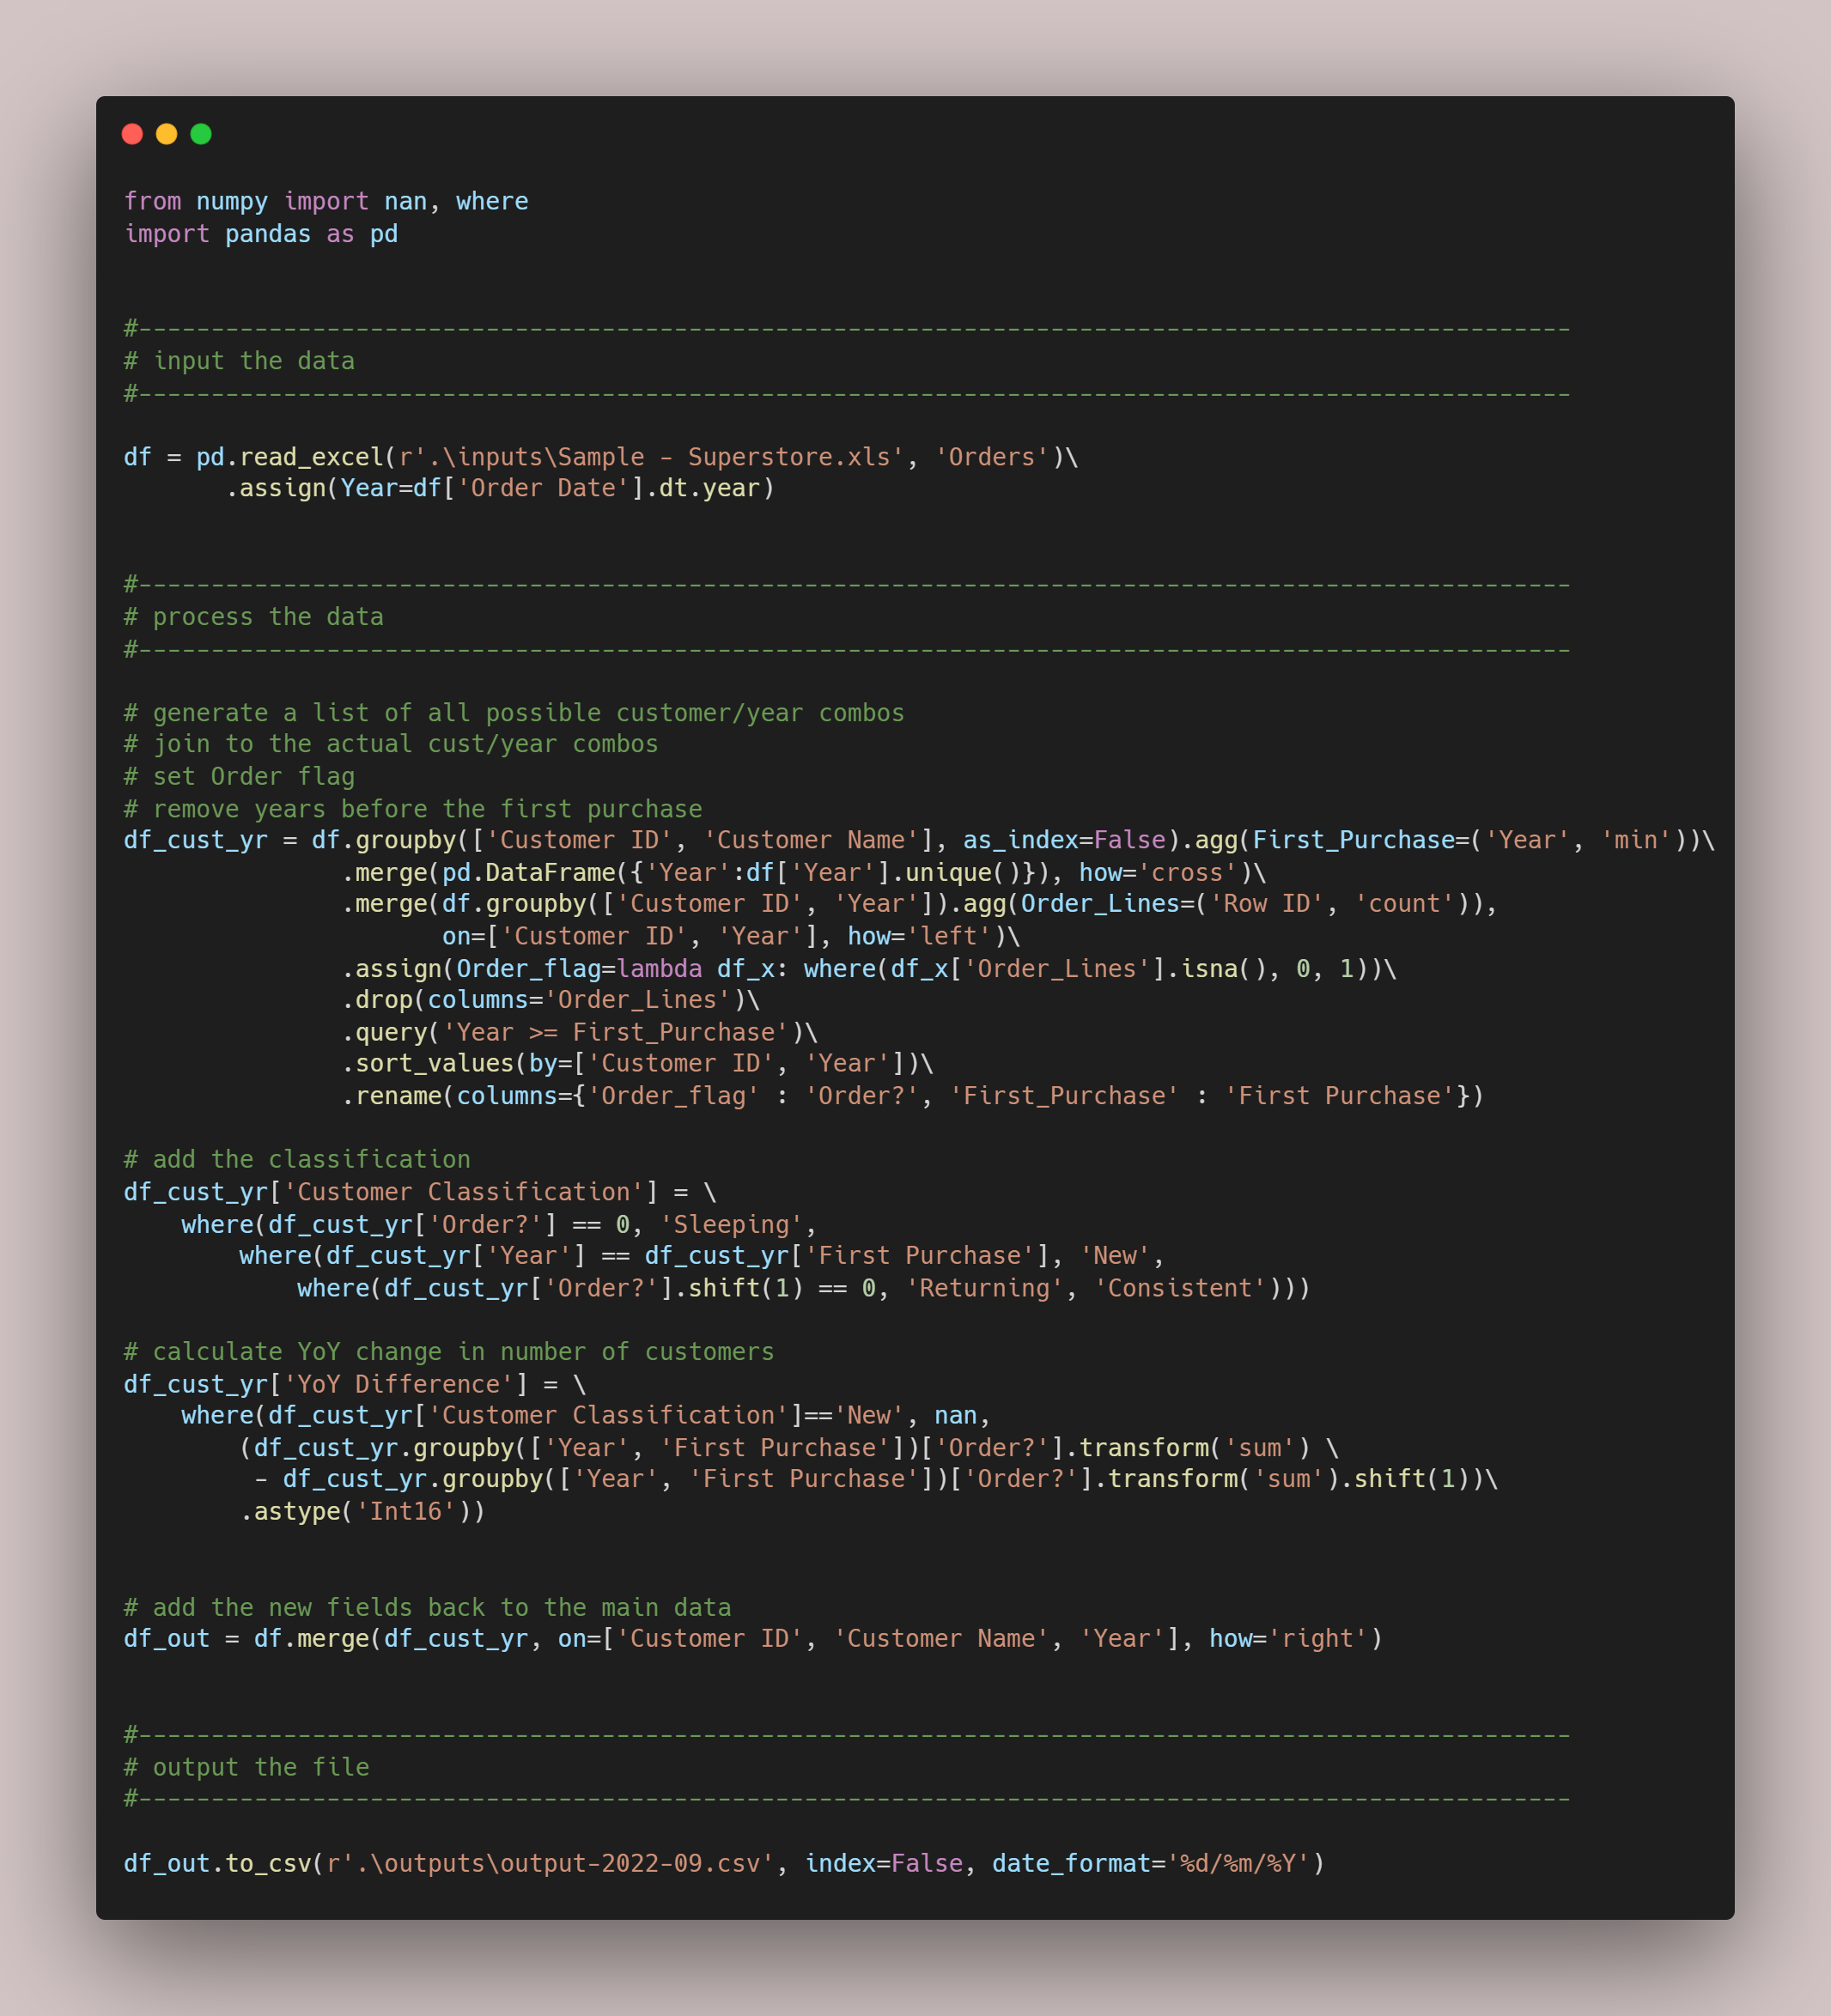 from numpy import nan, where
import pandas as pd
#---------------------------------------------------------------------------------------------------
# input the data
#---------------------------------------------------------------------------------------------------
df = pd.read_excel(r'.\inputs\Sample - Superstore.xls', 'Orders')\
       .assign(Year=df['Order Date'].dt.year)
#---------------------------------------------------------------------------------------------------
# process the data
#---------------------------------------------------------------------------------------------------
# generate a list of all possible customer/year combos
# join to the actual cust/year combos
# set Order flag
# remove years before the first purchase
df_cust_yr = df.groupby(['Customer ID', 'Customer Name'], as_index=False).agg(First_Purchase=('Year', 'min'))\
               .merge(pd.DataFrame({'Year':df['Year'].unique()}), how='cross')\
               .merge(df.groupby(['Customer ID', 'Year']).agg(Order_Lines=('Row ID', 'count')),
                      on=['Customer ID', 'Year'], how='left')\
               .assign(Order_flag=lambda df_x: where(df_x['Order_Lines'].isna(), 0, 1))\
               .drop(columns='Order_Lines')\
               .query('Year >= First_Purchase')\
               .sort_values(by=['Customer ID', 'Year'])\
               .rename(columns={'Order_flag' : 'Order?', 'First_Purchase' : 'First Purchase'})
# add the classification
df_cust_yr['Customer Classification'] = \
    where(df_cust_yr['Order?'] == 0, 'Sleeping',
        where(df_cust_yr['Year'] == df_cust_yr['First Purchase'], 'New',
            where(df_cust_yr['Order?'].shift(1) == 0, 'Returning', 'Consistent')))
# calculate YoY change in number of customers
df_cust_yr['YoY Difference'] = \
    where(df_cust_yr['Customer Classification']=='New', nan,
        (df_cust_yr.groupby(['Year', 'First Purchase'])['Order?'].transform('sum') \
         - df_cust_yr.groupby(['Year', 'First Purchase'])['Order?'].transform('sum').shift(1))\
        .astype('Int16'))
# add the new fields back to the main data
df_out = df.merge(df_cust_yr, on=['Customer ID', 'Customer Name', 'Year'], how='right')
#---------------------------------------------------------------------------------------------------
# output the file
#---------------------------------------------------------------------------------------------------
df_out.to_csv(r'.\outputs\output-2022-09.csv', index=False, date_format='%d/%m/%Y')